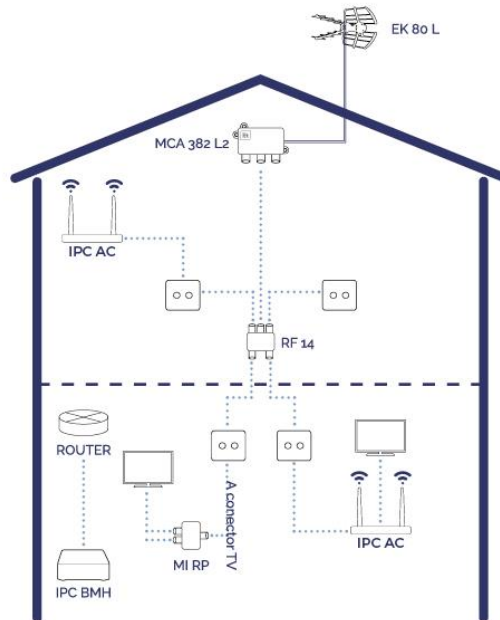 EK 80 L
MCA 382 L2
IPC AC
RF 14
ROUTER
A conector TV
MI RP
IPC AC
IPC BMH